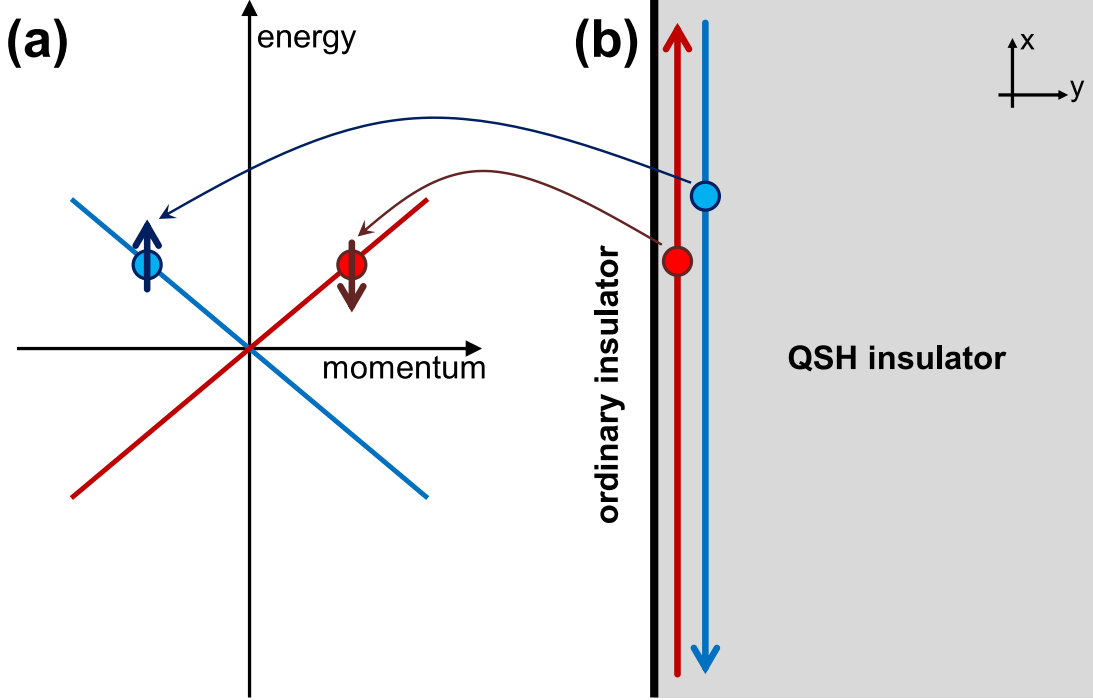 (a)
energy
momentum
(b)
x
y
ordinary insulator
QSH insulator